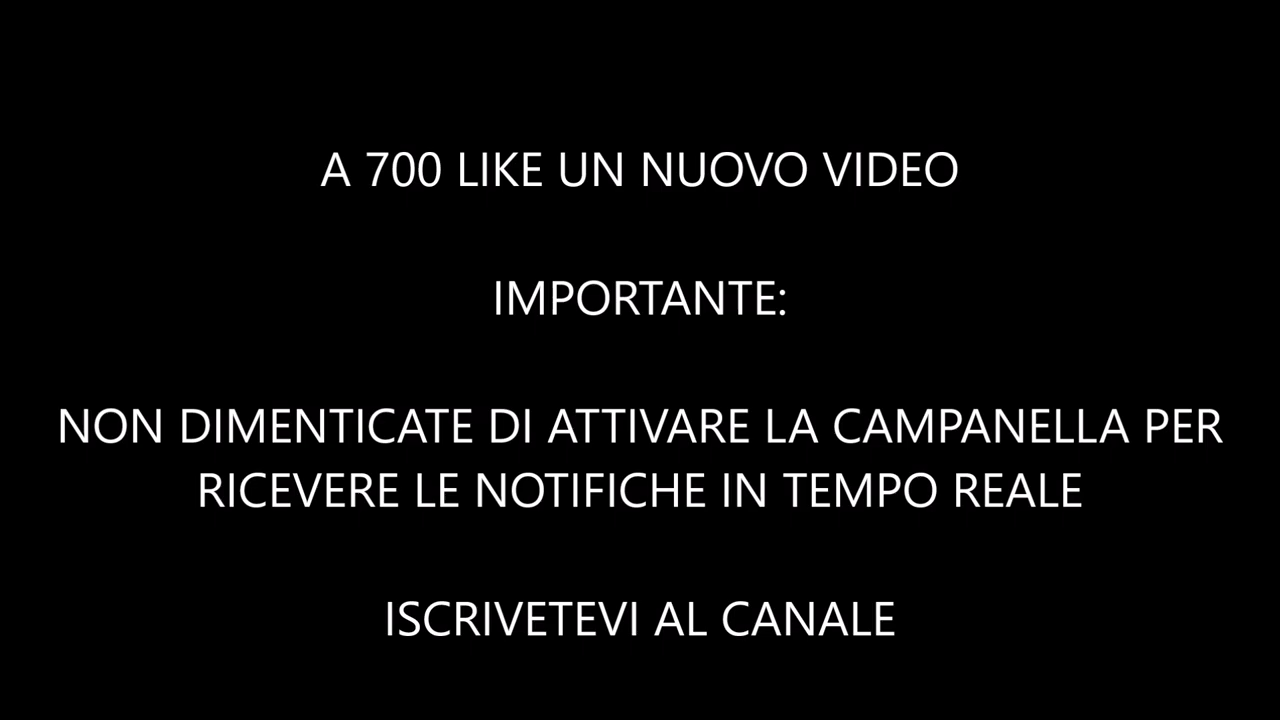 A 700 LIKE UN NUOVO VIDEO
IMPORTANTE:
NON DIMENTICATE DI ATTIVARE LA CAMPANELLA PER
RICEVERE LE NOTIFICHE IN TEMPO REALE
ISCRIVETEVI AL CANALE